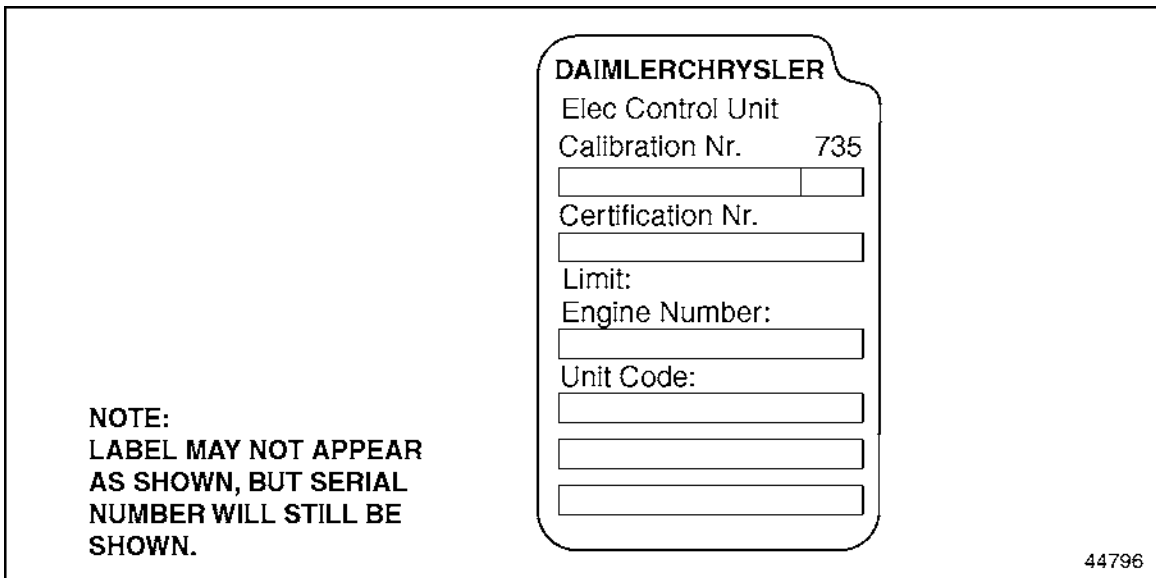 DAIMLERCHRYSLER
Elec Control Unit
Calibration Nr. 735
Certification Nr.
Limit:
Engine Number:
Unit Code:
NOTE:
LABEL MAY NOT APPEAR
AS SHOWN, BUT SERIAL
NUMBER WILL STILL BE
SHOWN.
44796